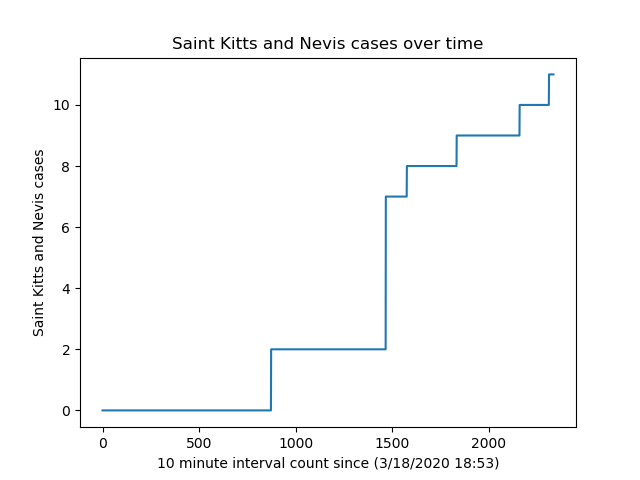 Saint Kitts and Nevis cases over time
Saint Kitts and Nevis cases
10
8
6
4
2
0
0 500 1000 1500 2000
10 minute interval count since (3/18/2020 18:53)